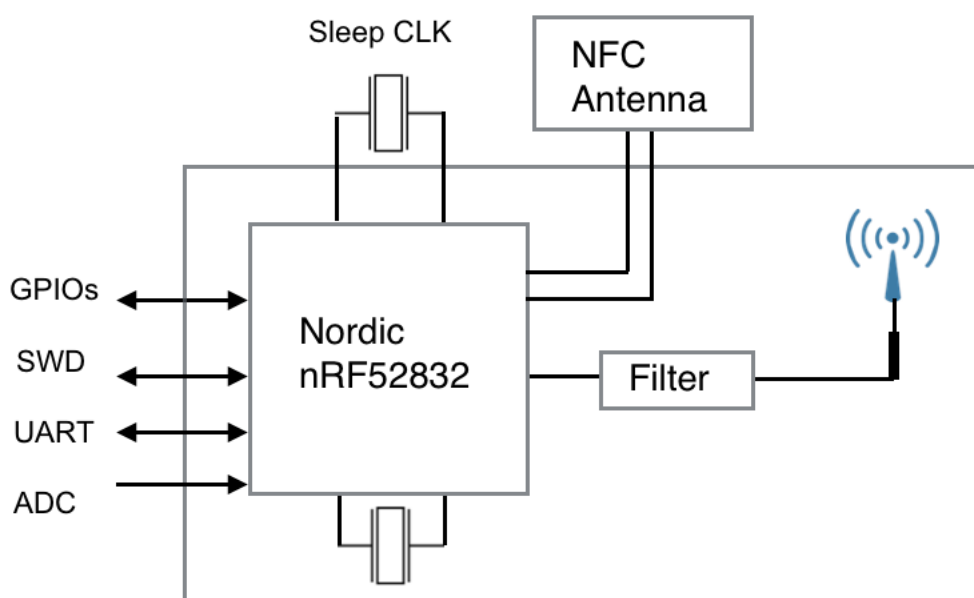 Sleep CLK
NFC
Antenna
GPIOs
SWD
UART
ADC
Nordic
nRF52832
Filter